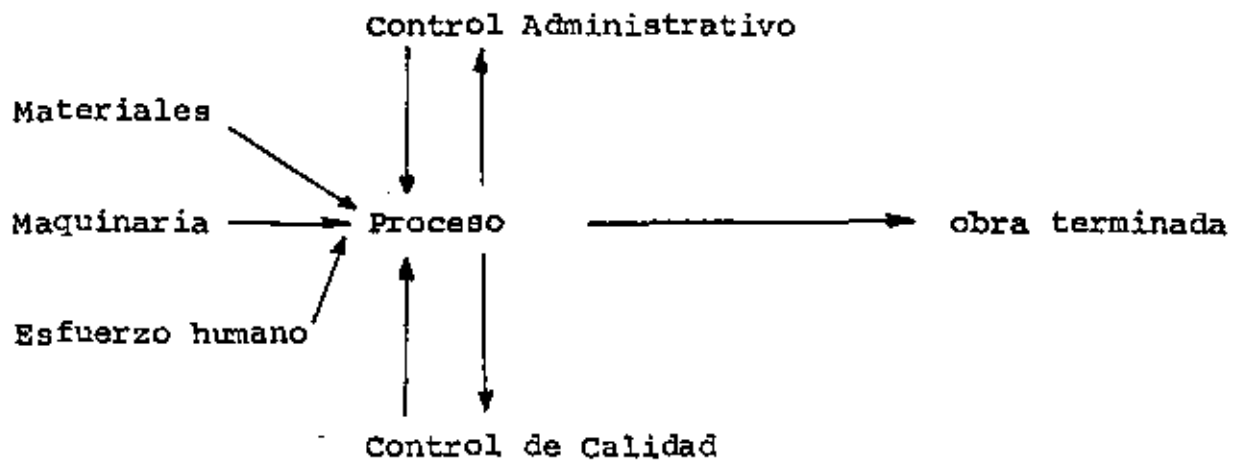 Control Administrativo
Materiales
Maquinaria
Proceso
obra terminada
Esfuerzo humano
Control de Calidad